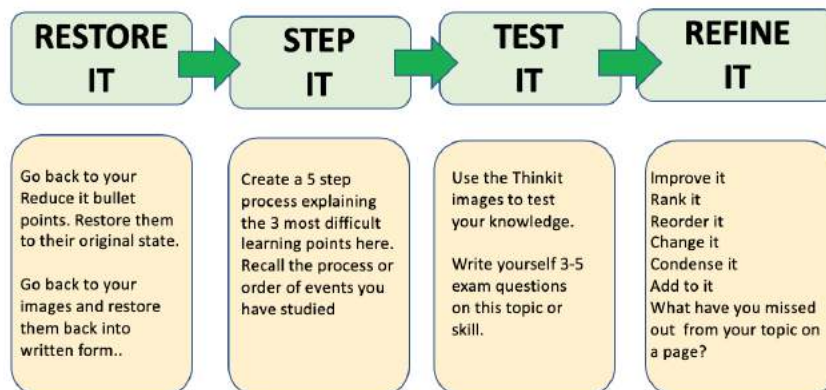 RESTORE
IT
Go back to your
Reduce it bullet
points. Restore them
to their original state.
Go back to your
images and restore
them back into
written form..
STEP
IT
Create a 5 step
process explaining
the 3 most difficult
learning points here.
Recall the process or
order of events you
have studied
TEST
IT
Use the Thinkit
images to test
your knowledge.
Write yourself 3-5
exam questions
on this topic or
skill.
REFINE
IT
Improve it
Rank it
Reorder it
Change it
Condense it
Add to it
What have you missed
out from your topic on
a page?